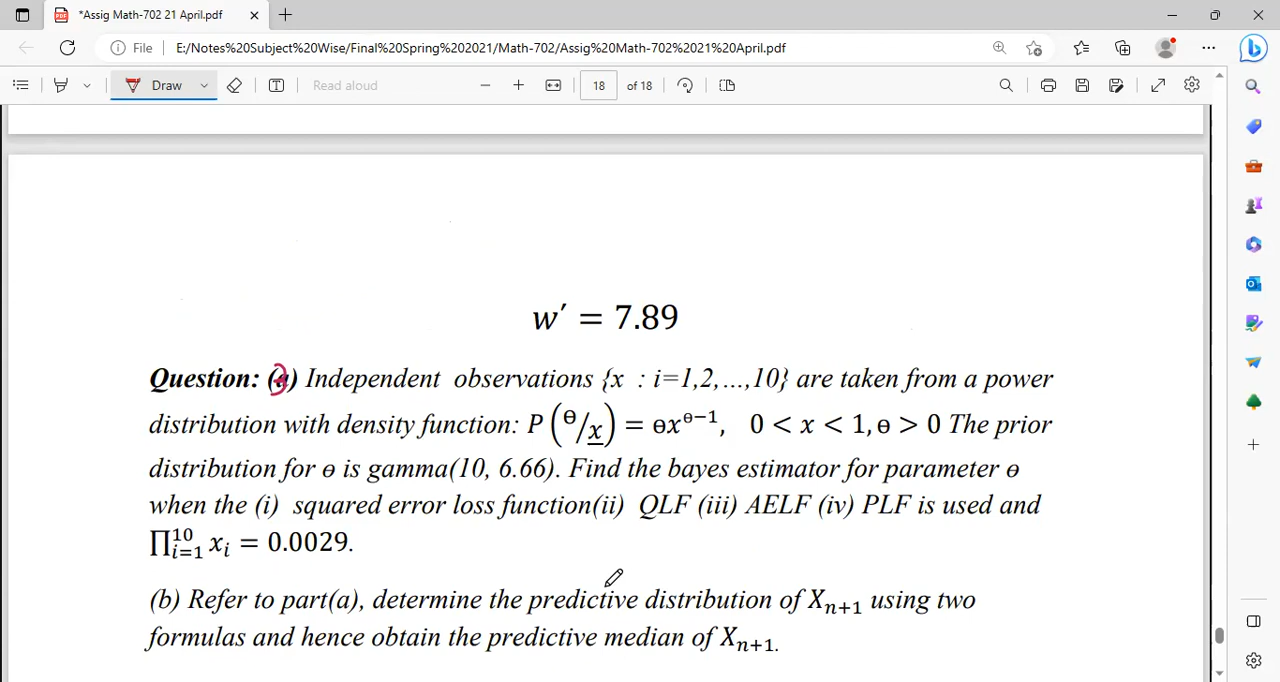 *Assig Math-702 21 April.pdf
File E:/Notes%20Subject%20Wise/Final%20Spring%202021/Math-702/Assig%20Math-702%2021%20April.pdf
Draw Read aloud 18 of 18
w′ = 7.89
Question: (a) Independent observations {x : i=1,2,…,10} are taken from a power
distribution with density function: P(ɵ/x) = ɵx^{ɵ−1}, 0 < x < 1, ɵ > 0 The prior
distribution for ɵ is gamma(10, 6.66). Find the bayes estimator for parameter ɵ
when the (i) squared error loss function(ii) QLF (iii) AELF (iv) PLF is used and
∏_{i=1}^{10} x_i = 0.0029.
(b) Refer to part(a), determine the predictive distribution of X_{n+1} using two
formulas and hence obtain the predictive median of X_{n+1}.